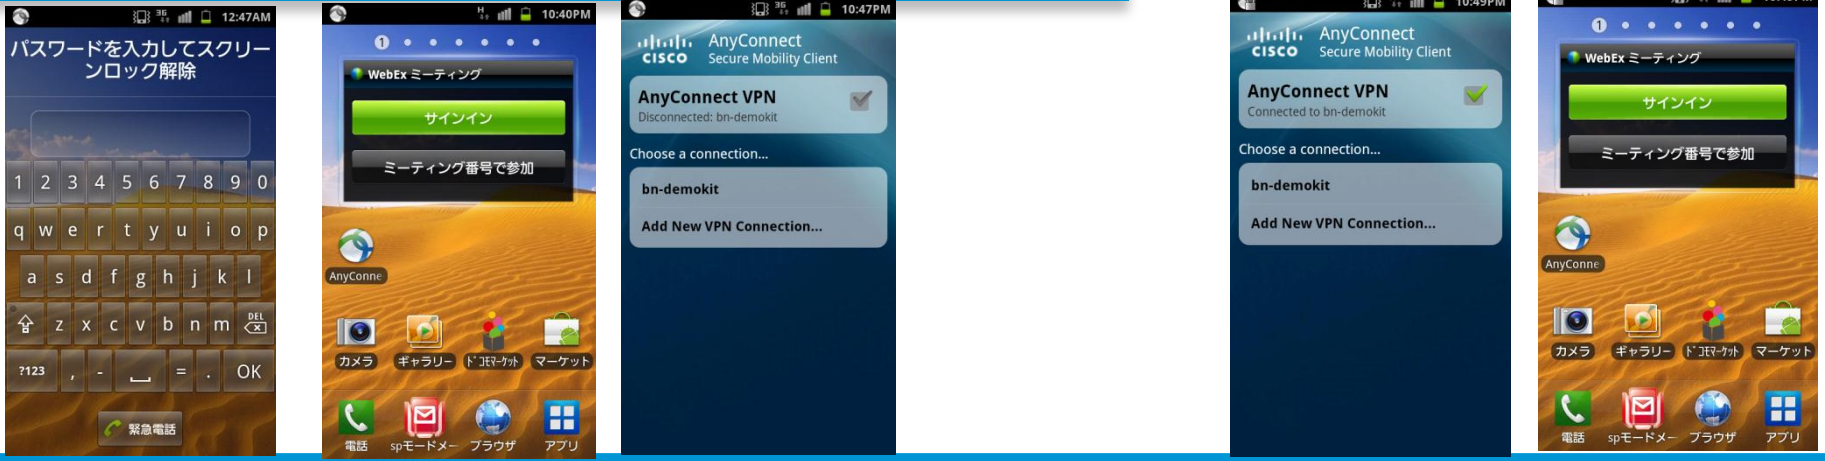 12:47AM
パスワードを入力してスクリー
ンロック解除
1 2 3 4 5 6 7 8 9 0
q w e r t y u i o p
a s d f g h j k l
z x c v b n m DEL
?123 , - = . OK
緊急電話
H 10:40PM
1
WebEx ミーティング
サインイン
ミーティング番号で参加
AnyConne
カメラ ギャラリー ドコモマーケット マーケット
電話 spモードメー ブラウザ アプリ
3G 10:47PM
CISCO
AnyConnect
Secure Mobility Client
AnyConnect VPN
Disconnected: bn-demokit
Choose a connection...
bn-demokit
Add New VPN Connection...
10:49PM
CISCO
AnyConnect
Secure Mobility Client
AnyConnect VPN
Connected to bn-demokit
Choose a connection...
bn-demokit
Add New VPN Connection...
1
WebEx ミーティング
サインイン
ミーティング番号で参加
AnyConne
カメラ ギャラリー ドコモマーケット マーケット
電話 spモードメー ブラウザ アプリ